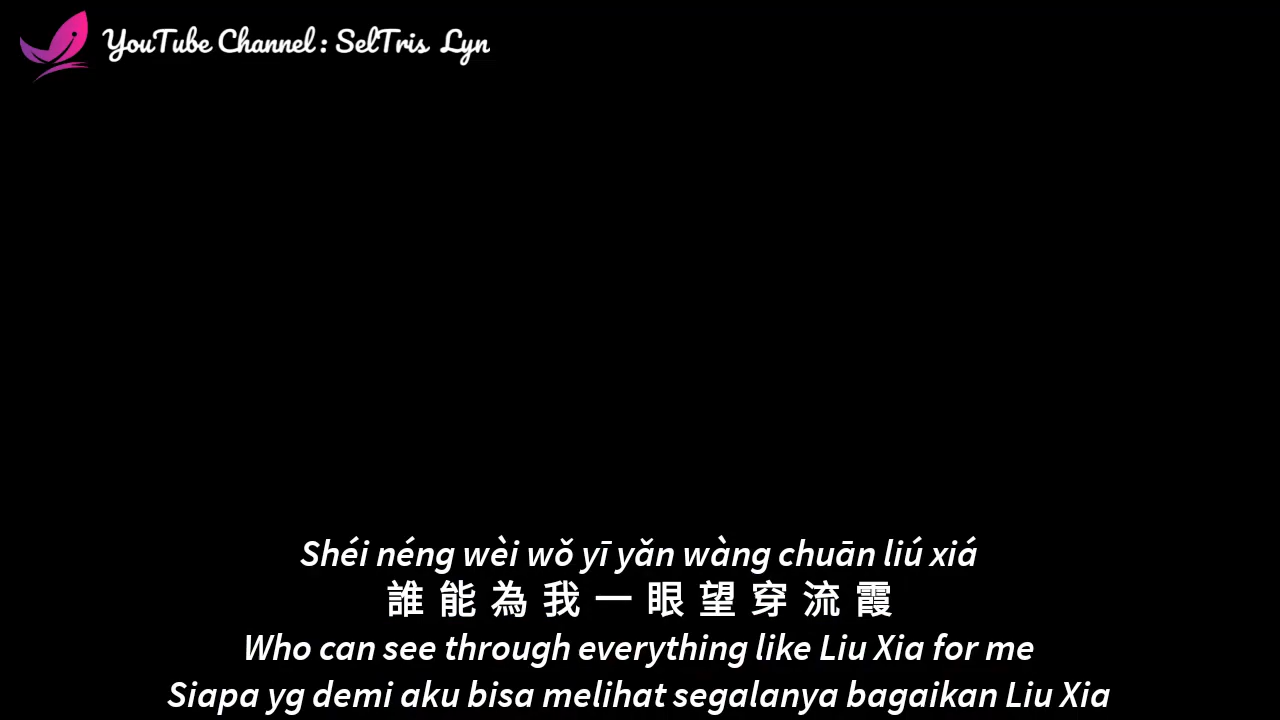 YouTube Channel : SelTris Lyn
Shéi néng wèi wǒ yī yǎn wàng chuān liú xiá
誰能為我一眼望穿流霞
Who can see through everything like Liu Xia for me
Siapa yg demi aku bisa melihat segalanya bagaikan Liu Xia